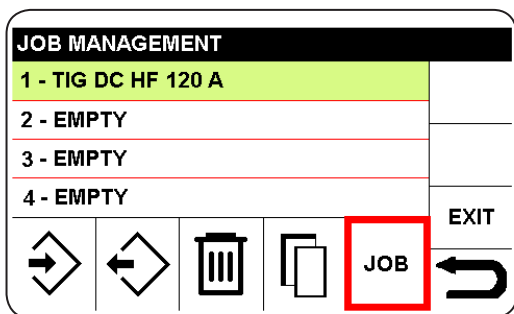 JOB MANAGEMENT
1 - TIG DC HF 120 A
2 - EMPTY
3 - EMPTY
4 - EMPTY
EXIT
JOB